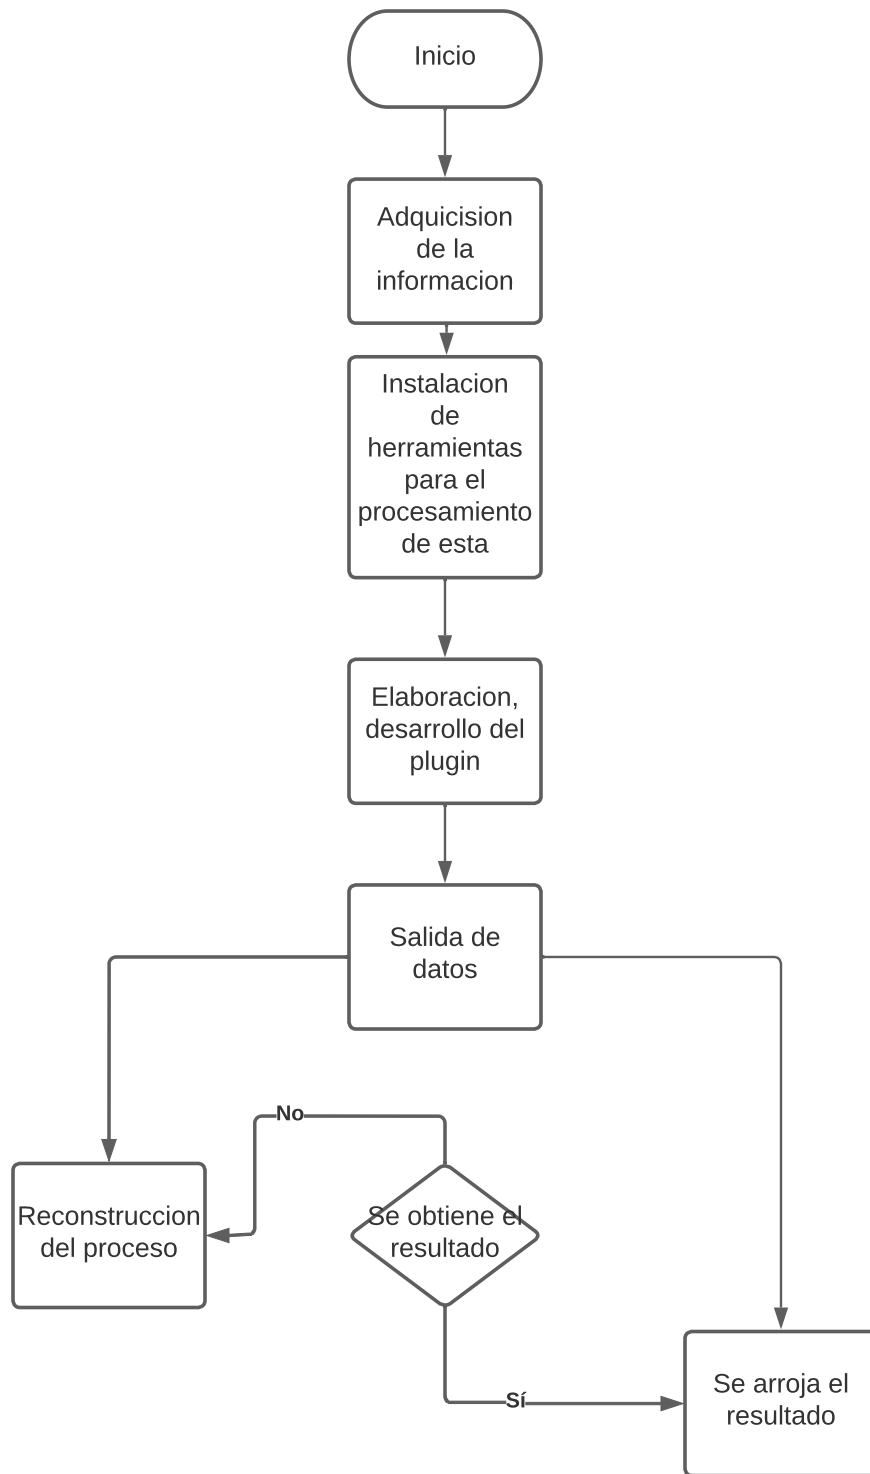 Inicio
Adquicision
de la
informacion
Instalacion
de
herramientas
para el
procesamiento
de esta
Elaboracion,
desarrollo del
plugin
Salida de
datos
No
Reconstruccion
del proceso
Se obtiene el
resultado
Sí
Se arroja el
resultado